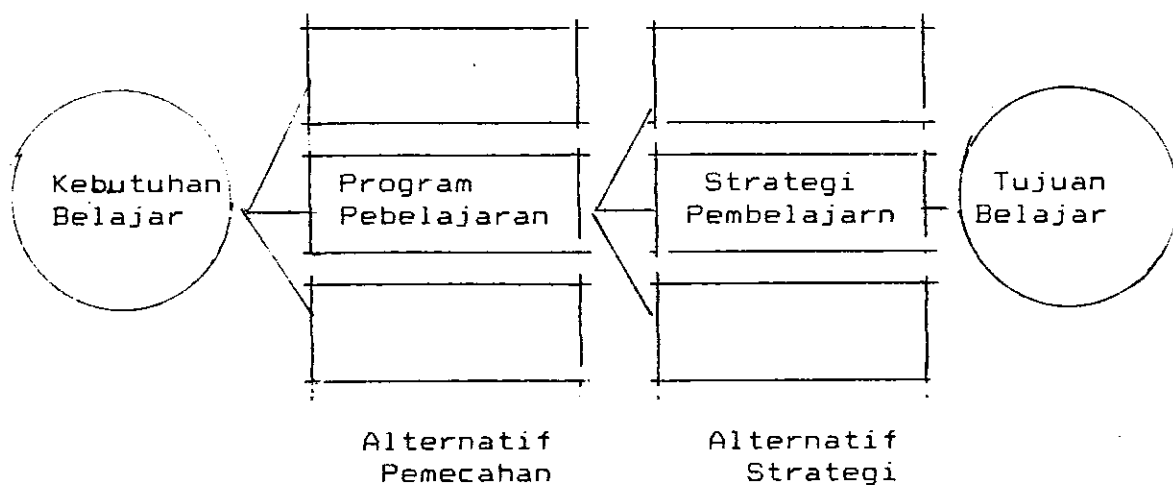 Kebutuhan
Belajar
Program
Pebelajaran
Strategi
Pembelajarn
Tujuan
Belajar
Alternatif
Pemecahan
Alternatif
Strategi